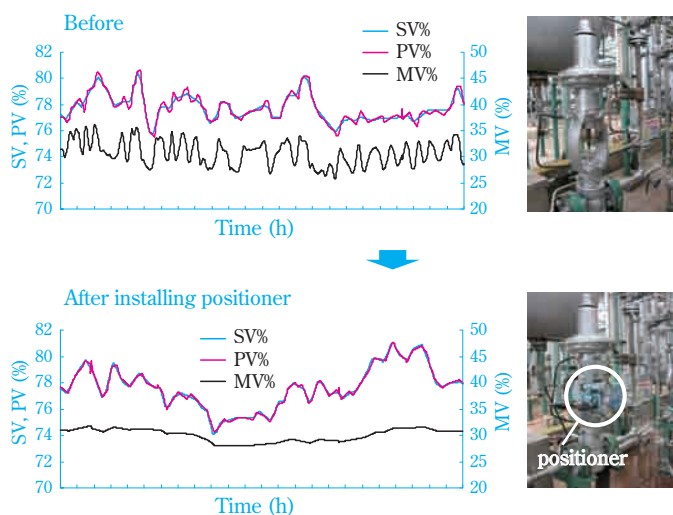 Before
SV%
PV%
MV%
82
80
78
76
74
72
70
SV, PV (%)
50
45
40
35
30
25
20
MV (%)
Time (h)
After installing positioner
SV%
PV%
MV%
82
80
78
76
74
72
70
SV, PV (%)
50
45
40
35
30
25
20
MV (%)
Time (h)
positioner